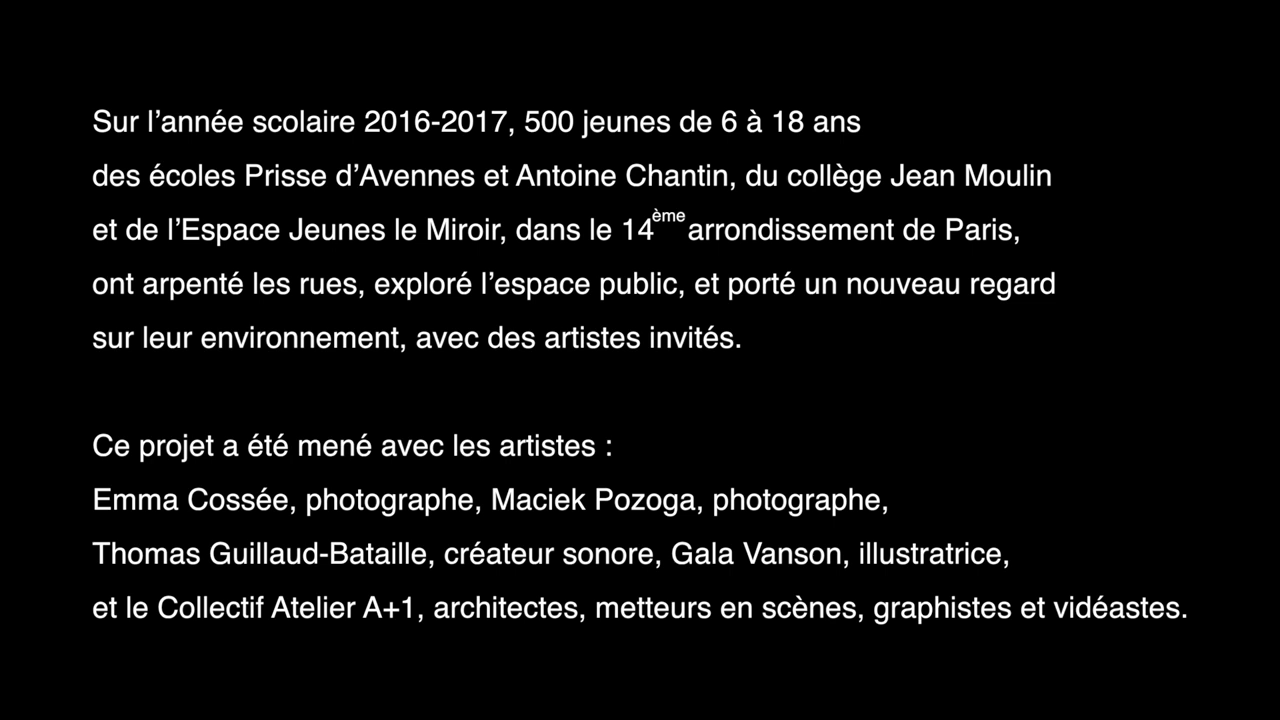 Sur l’année scolaire 2016-2017, 500 jeunes de 6 à 18 ans
des écoles Prisse d’Avennes et Antoine Chantin, du collège Jean Moulin
et de l’Espace Jeunes le Miroir, dans le 14ème arrondissement de Paris,
ont arpenté les rues, exploré l’espace public, et porté un nouveau regard
sur leur environnement, avec des artistes invités.
Ce projet a été mené avec les artistes :
Emma Cossée, photographe, Maciek Pozoga, photographe,
Thomas Guillaud-Bataille, créateur sonore, Gala Vanson, illustratrice,
et le Collectif Atelier A+1, architectes, metteurs en scènes, graphistes et vidéastes.